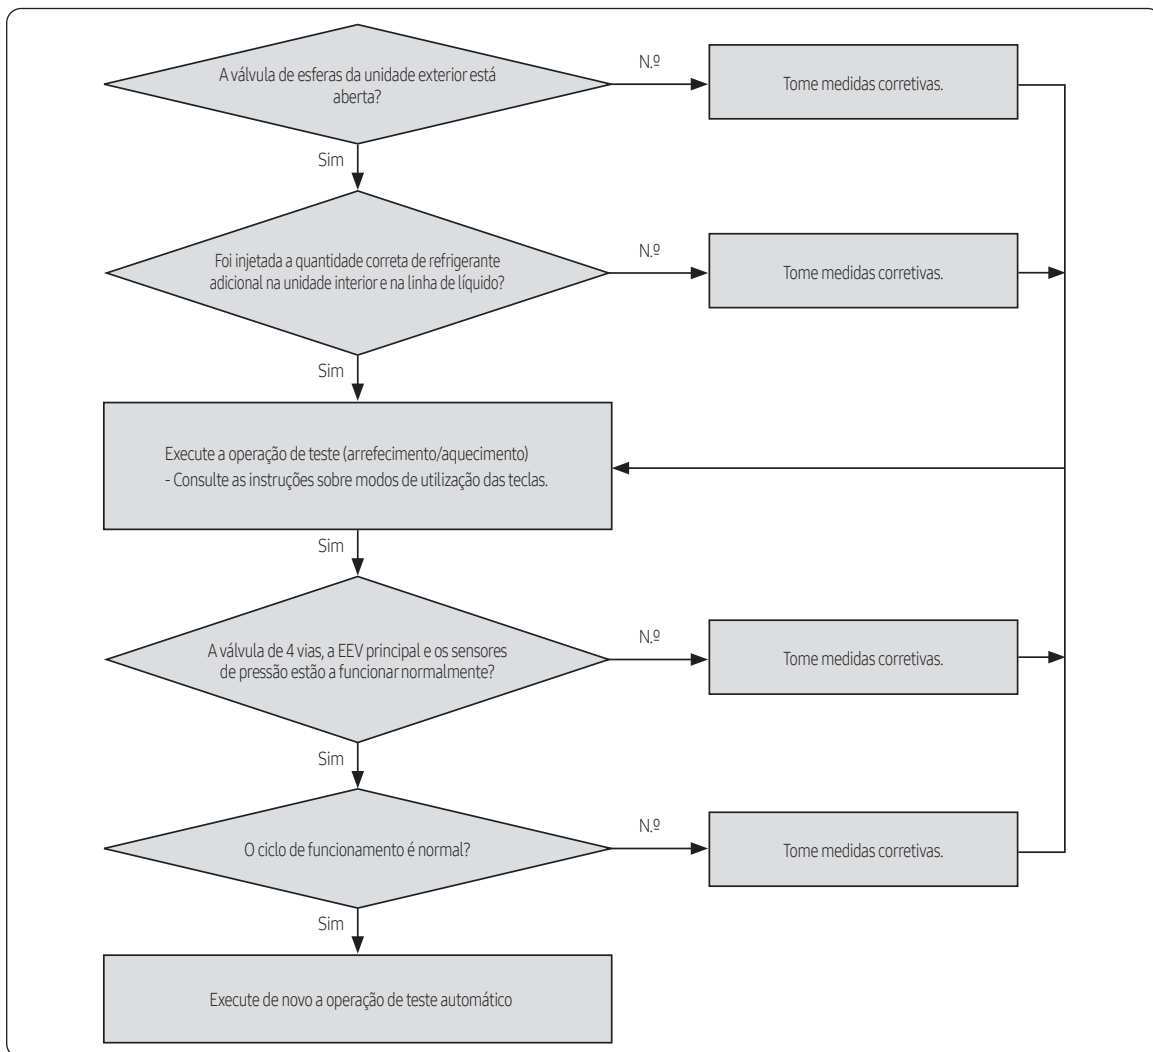 A válvula de esferas da unidade exterior está
aberta?
N.º
Tome medidas corretivas.
Sim
Foi injetada a quantidade correta de refrigerante
adicional na unidade interior e na linha de líquido?
N.º
Tome medidas corretivas.
Sim
Execute a operação de teste (arrefecimento/aquecimento)
- Consulte as instruções sobre modos de utilização das teclas.
Sim
A válvula de 4 vias, a EEV principal e os sensores
de pressão estão a funcionar normalmente?
N.º
Tome medidas corretivas.
Sim
O ciclo de funcionamento é normal?
N.º
Tome medidas corretivas.
Sim
Execute de novo a operação de teste automático